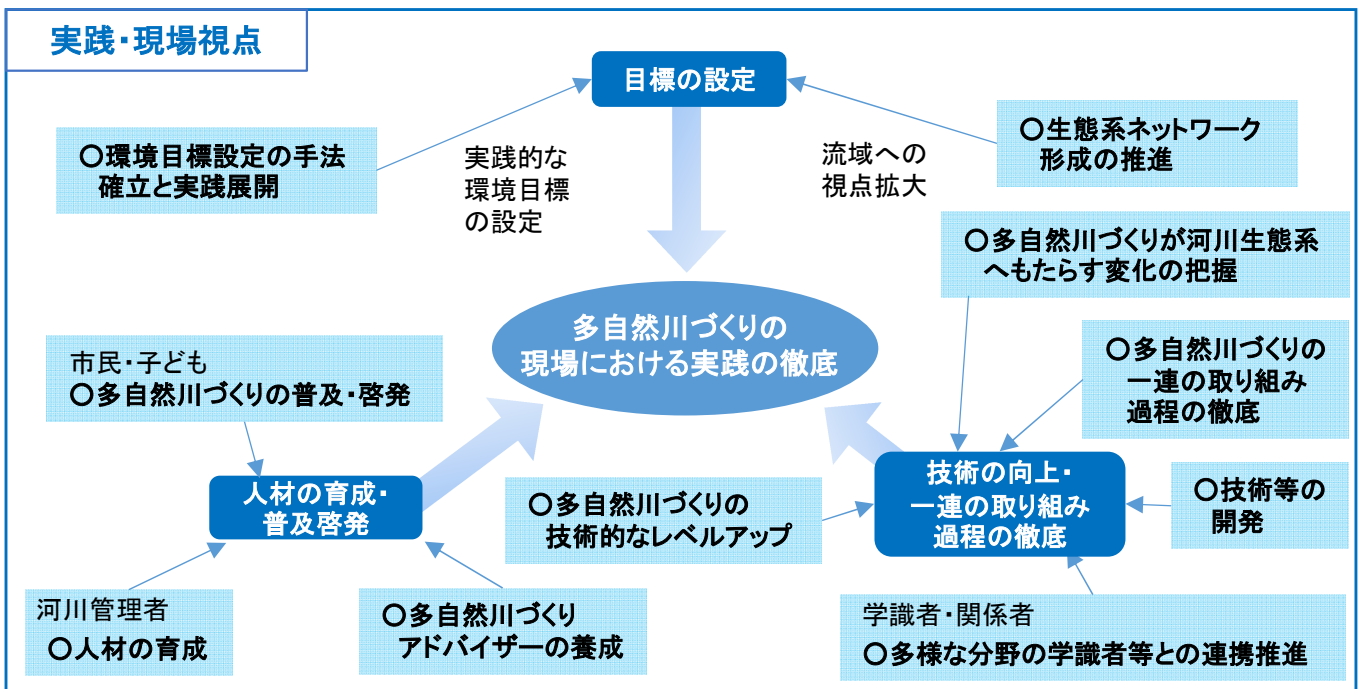 実践・現場視点
目標の設定
〇環境目標設定の手法
確立と実践展開
実践的な
環境目標
の設定
流域への
視点拡大
〇生態系ネットワーク
形成の推進
〇多自然川づくりが河川生態系
へもたらす変化の把握
多自然川づくりの
現場における実践の徹底
市民・子ども
〇多自然川づくりの普及・啓発
〇多自然川づくりの
一連の取り組み
過程の徹底
人材の育成・
普及啓発
〇多自然川づくりの
技術的なレベルアップ
技術の向上・
一連の取り組み
過程の徹底
〇技術等の
開発
河川管理者
〇人材の育成
〇多自然川づくり
アドバイザーの養成
学識者・関係者
〇多様な分野の学識者等との連携推進